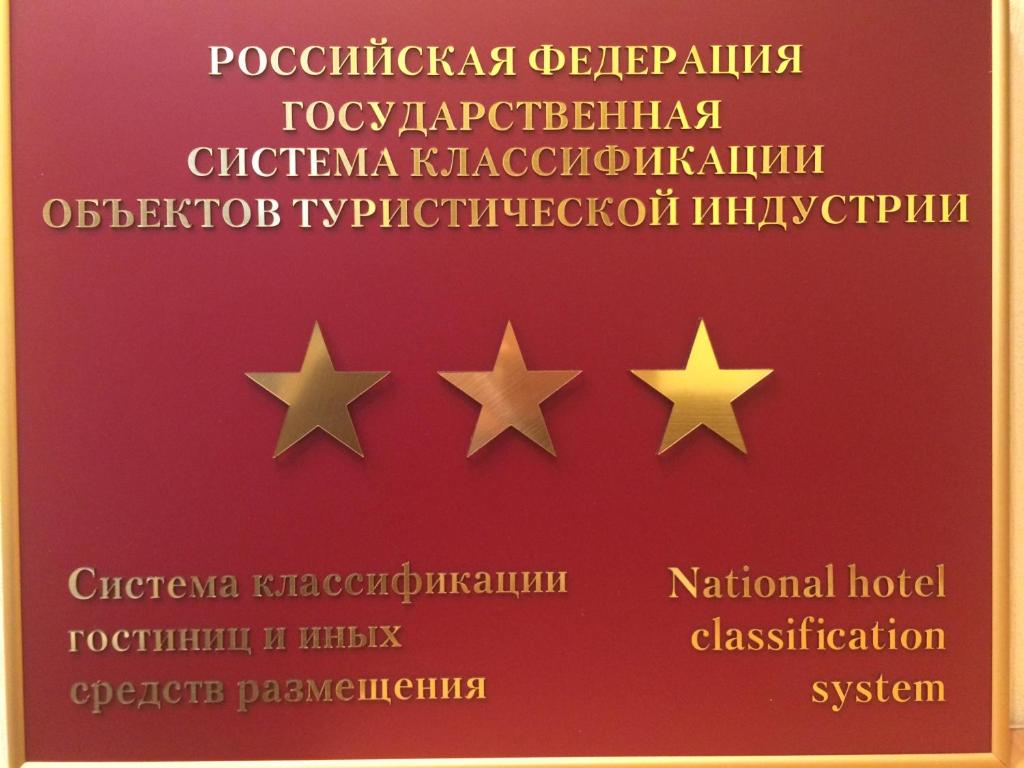 РОССИЙСКАЯ ФЕДЕРАЦИЯ
ГОСУДАРСТВЕННАЯ
СИСТЕМА КЛАССИФИКАЦИИ
ОБЪЕКТОВ ТУРИСТИЧЕСКОЙ ИНДУСТРИИ
Система классификации
гостиниц и иных
средств размещения
National hotel
classification
system